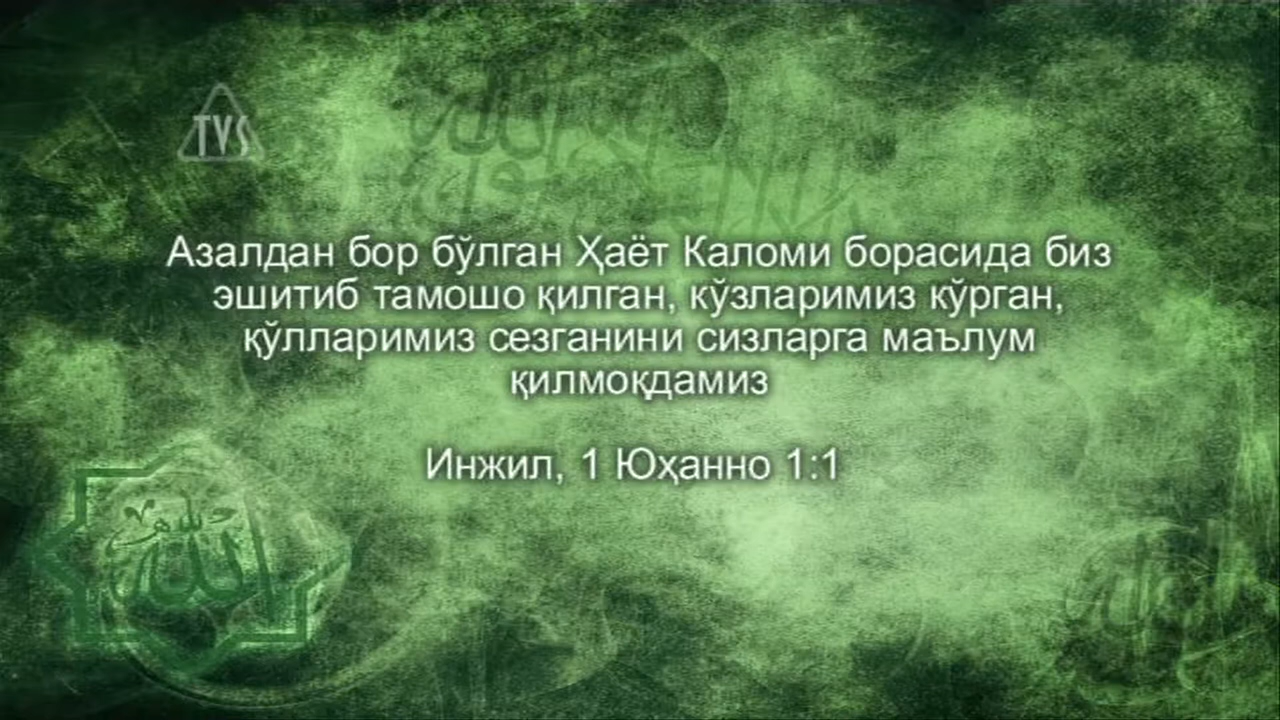 TVS
Азалдан бор бўлган Ҳаёт Каломи борасида биз
эшитиб тамошо қилган, кўзларимиз кўрган,
қўлларимиз сезганини сизларга маълум
қилмоқдамиз
Инжил, 1 Юҳанно 1:1
الله